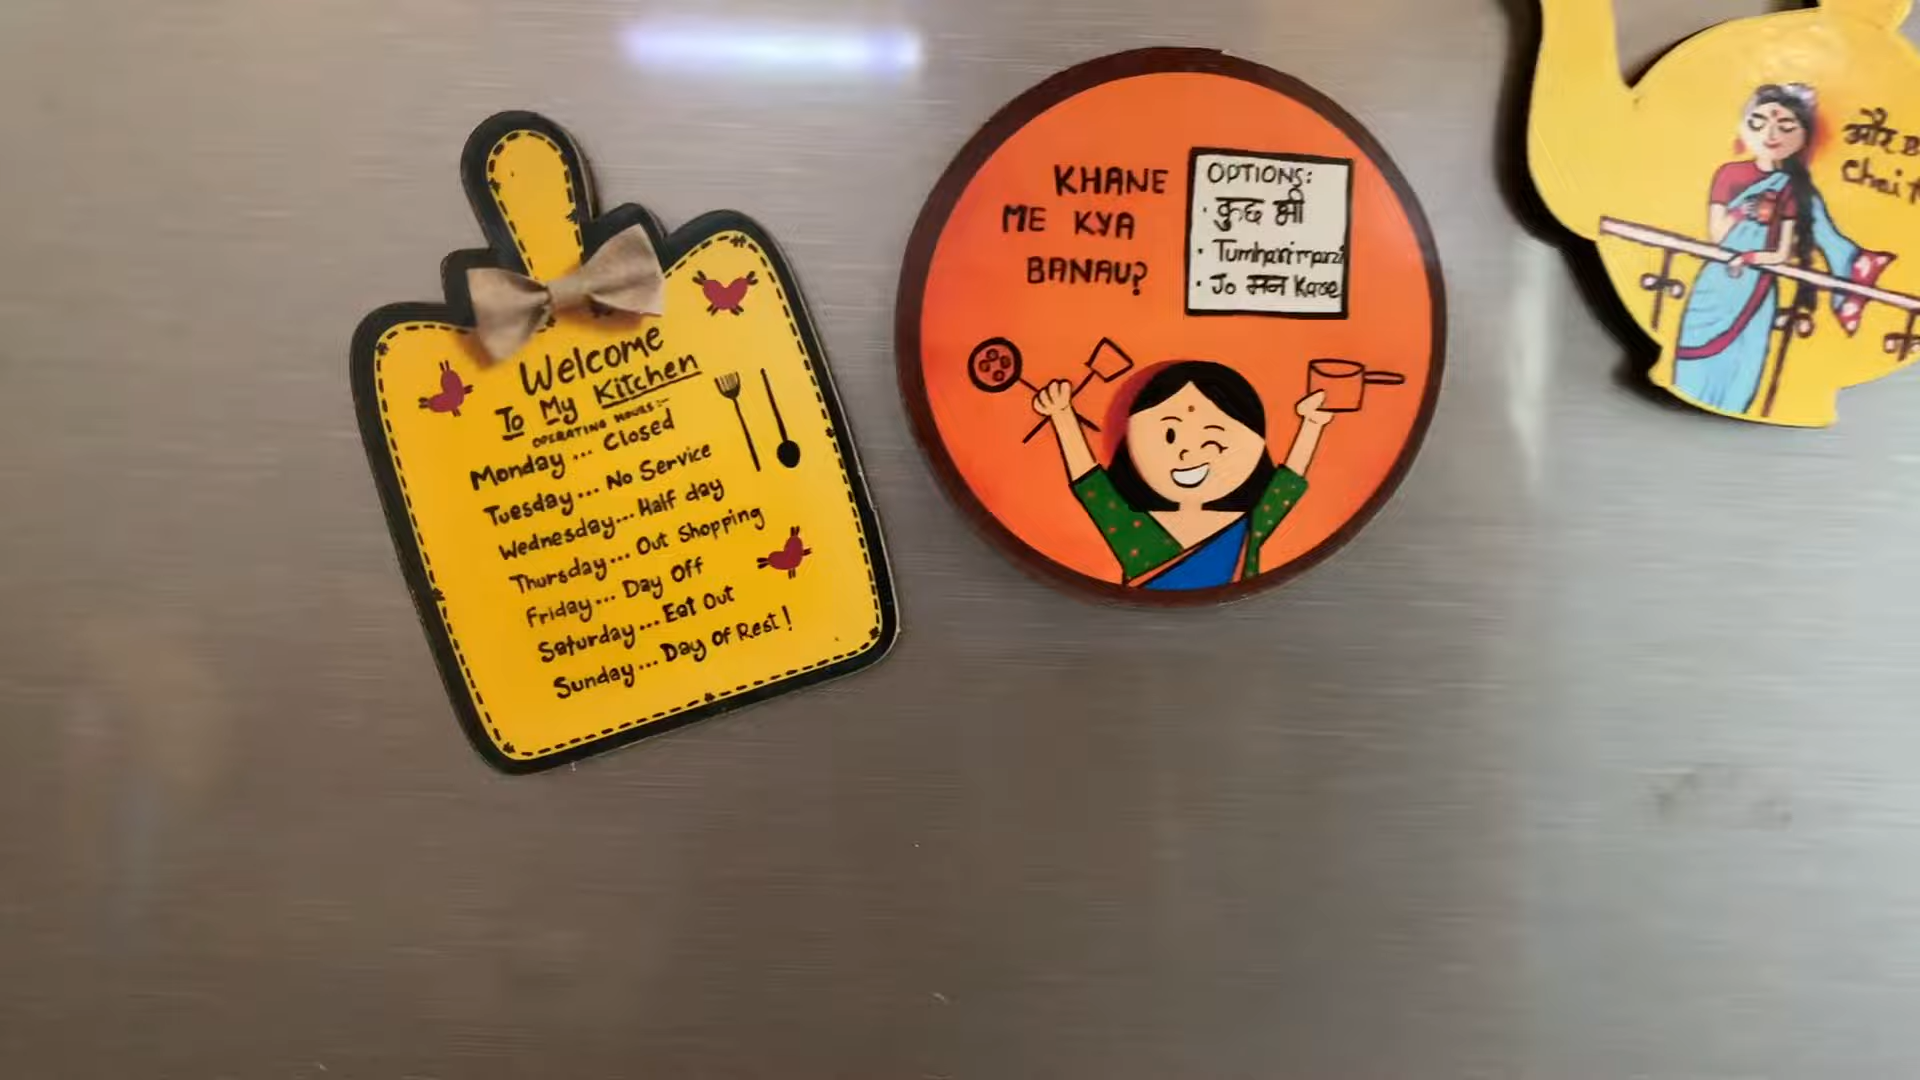 Welcome
To My Kitchen
OPERATING HOURS:-
Monday ... Closed
Tuesday ... No Service
Wednesday... Half day
Thursday ... Out Shopping
Friday ... Day Off
Saturday ... Eat Out
Sunday ... Day Of Rest!
KHANE
ME KYA
BANAU?
OPTIONS:
· कुछ भी
· Tumhari marzi
· Jo मन Kare
और
Chai